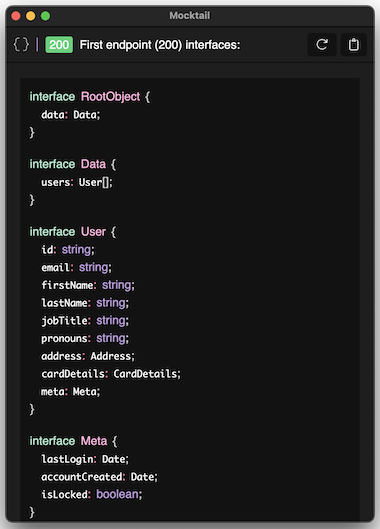 Mocktail
{} | 200 First endpoint (200) interfaces:
interface RootObject {
data: Data;
}
interface Data {
users: User[];
}
interface User {
id: string;
email: string;
firstName: string;
lastName: string;
jobTitle: string;
pronouns: string;
address: Address;
cardDetails: CardDetails;
meta: Meta;
}
interface Meta {
lastLogin: Date;
accountCreated: Date;
isLocked: boolean;
}